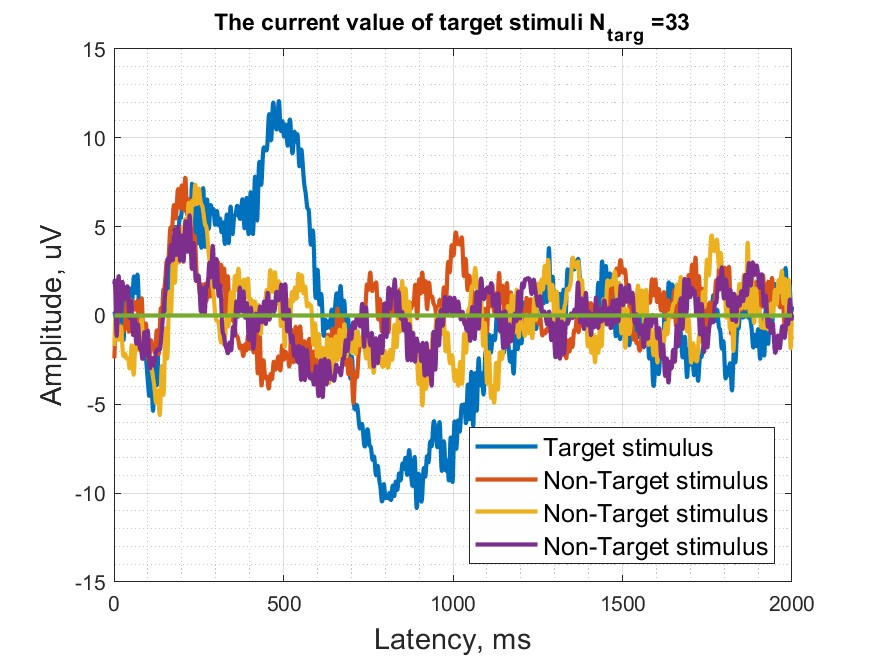 The current value of target stimuli N_targ =33
15
10
5
0
-5
-10
-15
Amplitude, uV
0 500 1000 1500 2000
Latency, ms
Target stimulus
Non-Target stimulus
Non-Target stimulus
Non-Target stimulus